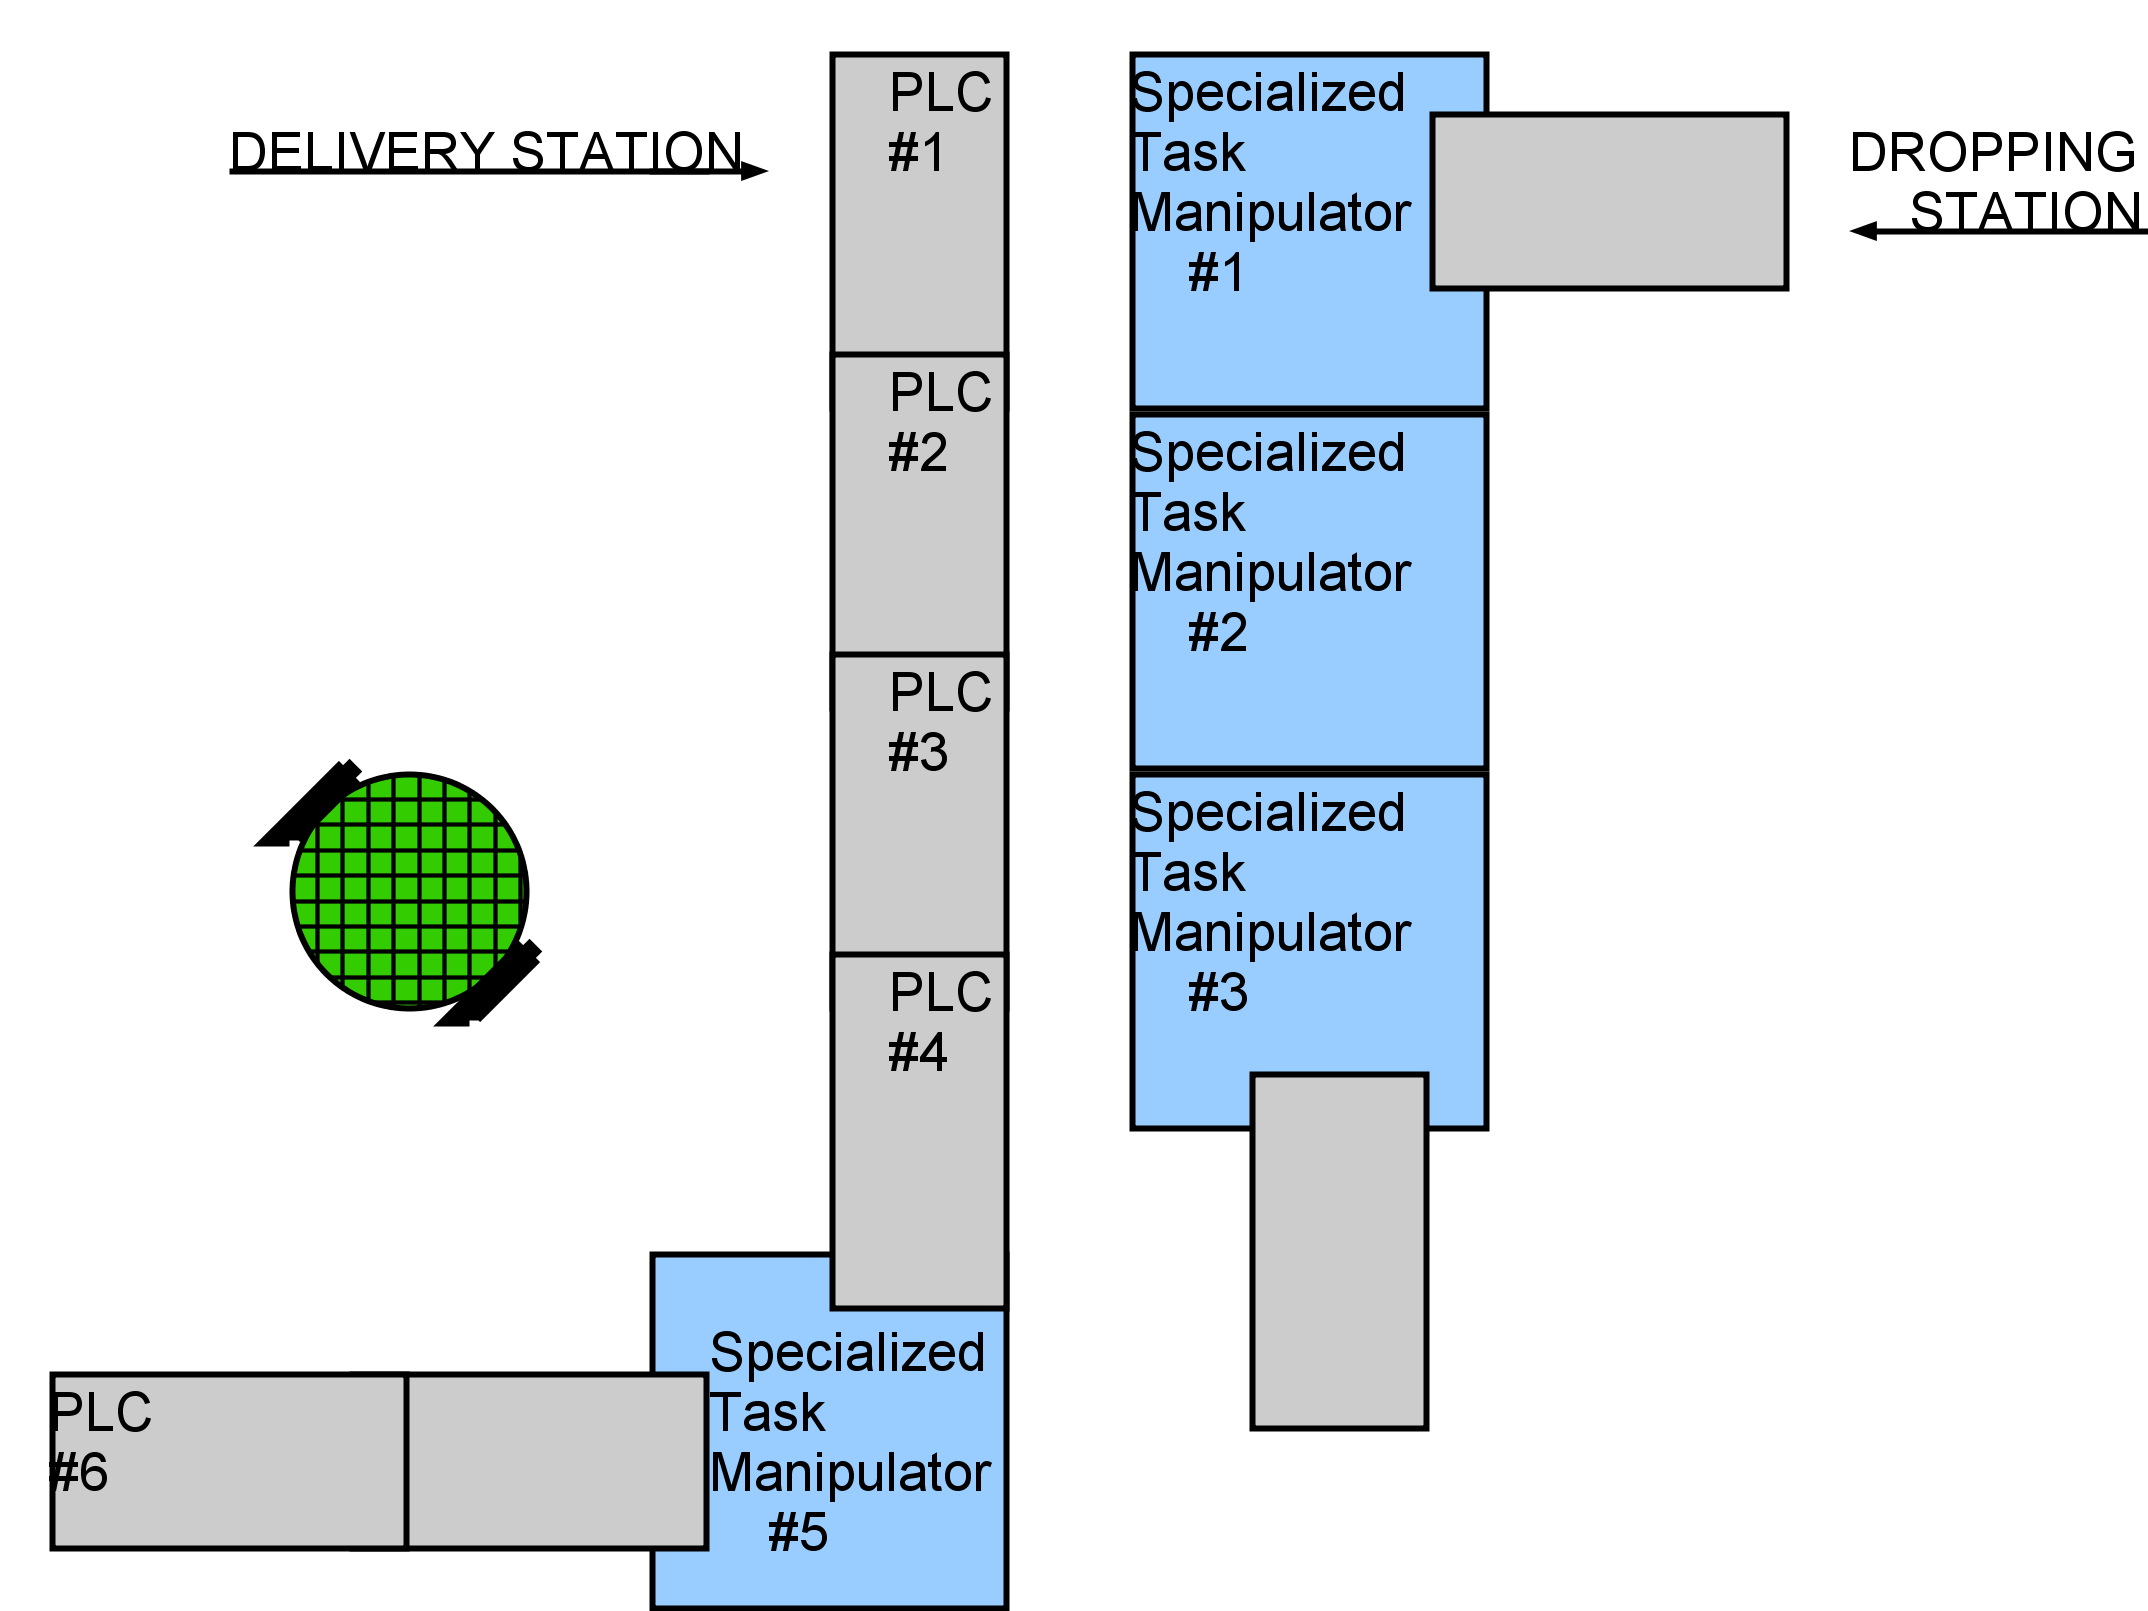 DELIVERY STATION
PLC
#1
PLC
#2
PLC
#3
PLC
#4
Specialized
Task
Manipulator
#1
Specialized
Task
Manipulator
#2
Specialized
Task
Manipulator
#3
DROPPING
STATION
PLC
#6
Specialized
Task
Manipulator
#5